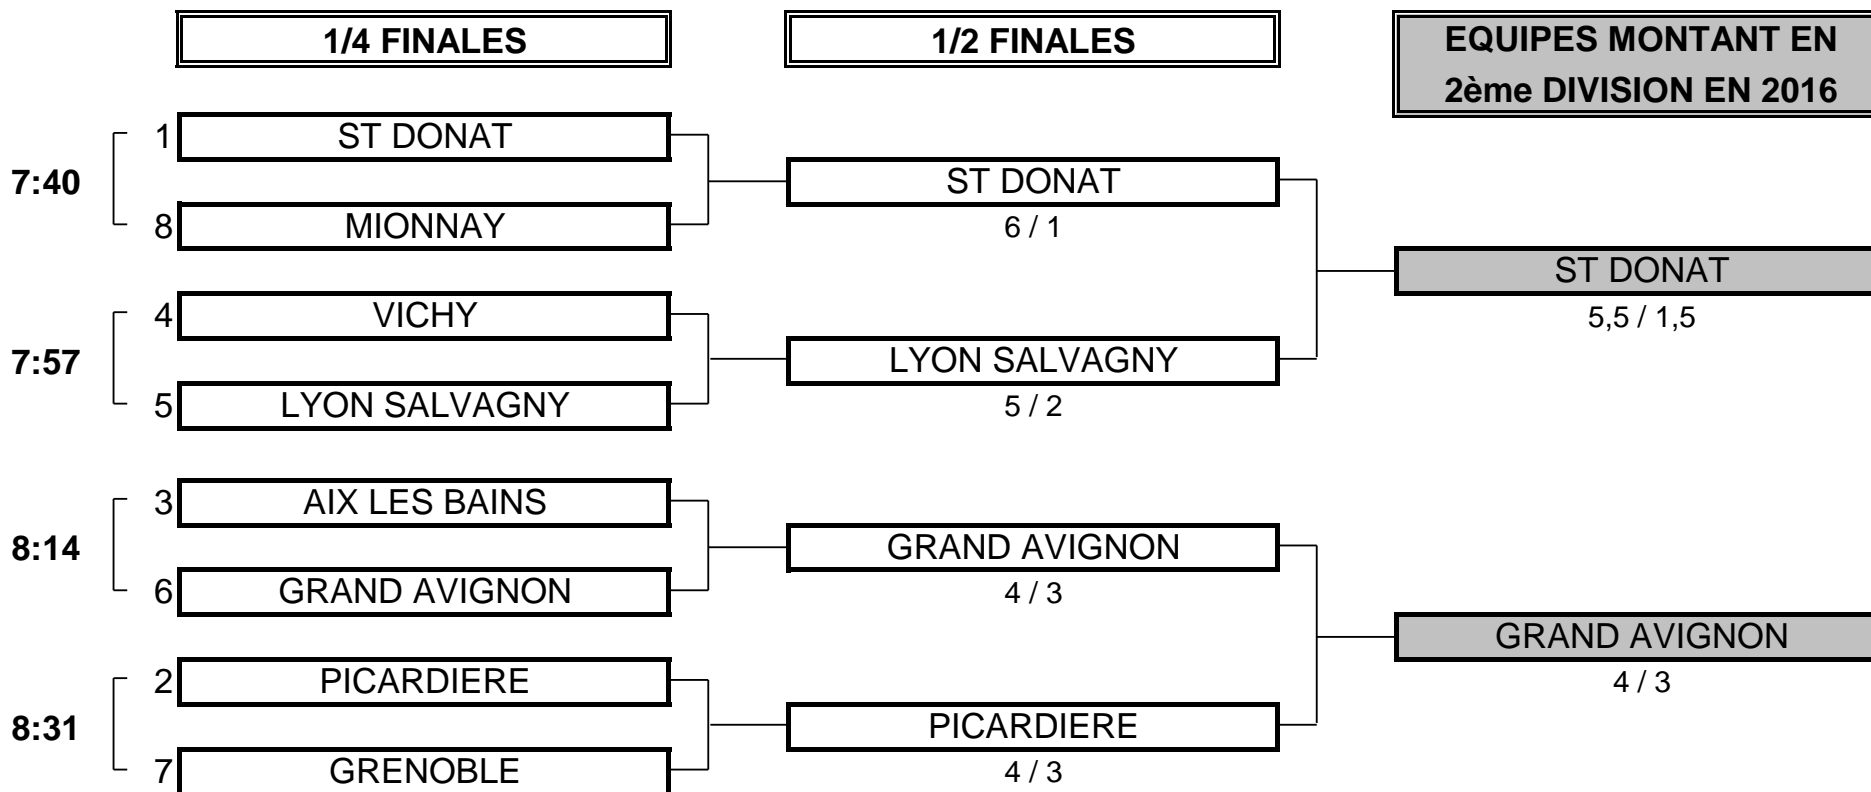 1/4 FINALES
1/2 FINALES
EQUIPES MONTANT EN
2ème DIVISION EN 2016
1 ST DONAT
7:40
ST DONAT
8 MIONNAY
6 / 1
ST DONAT
4 VICHY
5,5 / 1,5
7:57
LYON SALVAGNY
5 LYON SALVAGNY
5 / 2
3 AIX LES BAINS
8:14
GRAND AVIGNON
6 GRAND AVIGNON
4 / 3
GRAND AVIGNON
2 PICARDIERE
4 / 3
8:31
PICARDIERE
7 GRENOBLE
4 / 3